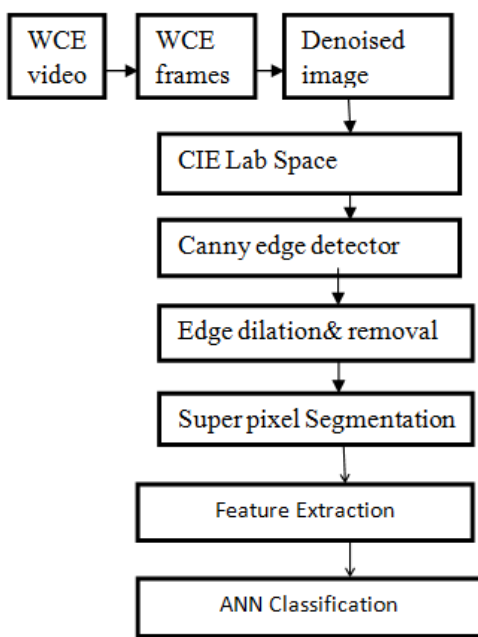 WCE
video
WCE
frames
Denoised
image
CIE Lab Space
Canny edge detector
Edge dilation& removal
Super pixel Segmentation
Feature Extraction
ANN Classification